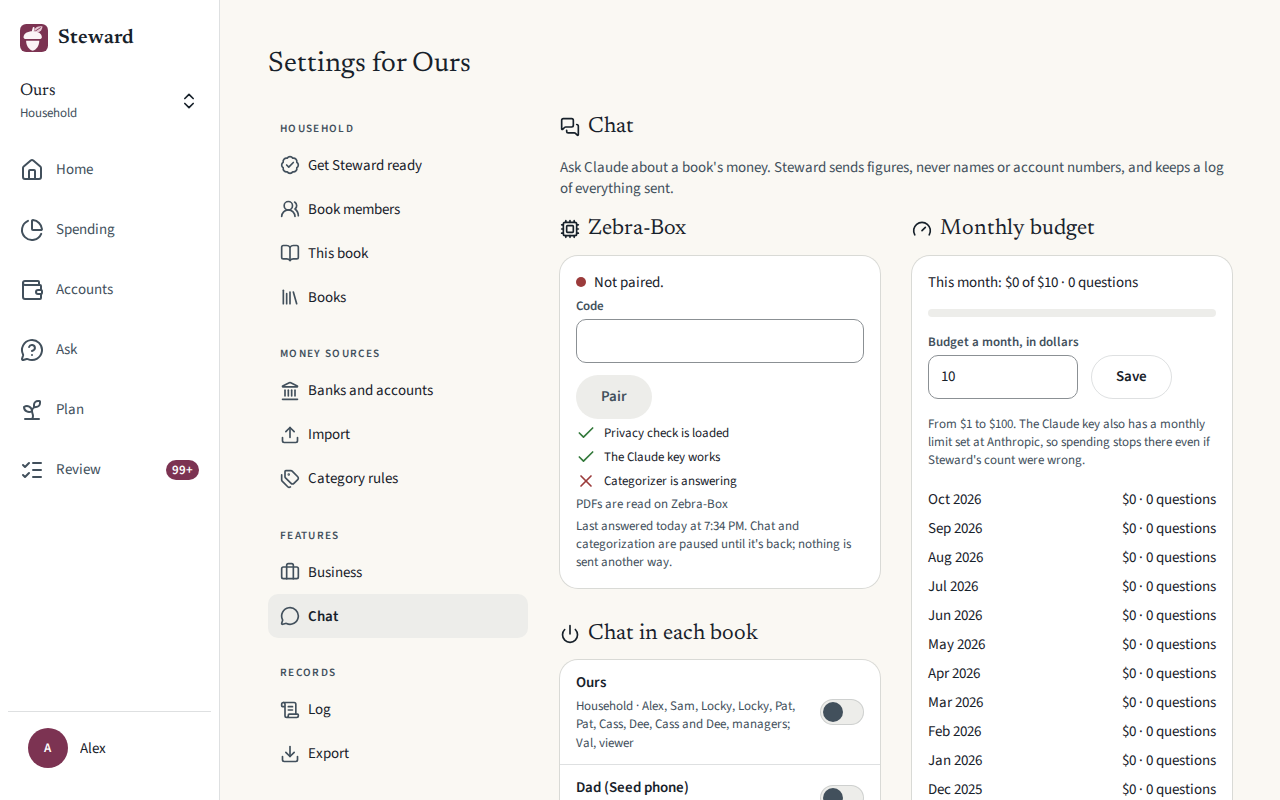 Steward
Ours
Household
Home
Spending
Accounts
Ask
Plan
Review
99+
A
Alex
Settings for Ours
HOUSEHOLD
Get Steward ready
Book members
This book
Books
MONEY SOURCES
Banks and accounts
Import
Category rules
FEATURES
Business
Chat
RECORDS
Log
Export
Chat
Ask Claude about a book's money. Steward sends figures, never names or account numbers, and keeps a log
of everything sent.
Zebra-Box
Not paired.
Code
Pair
Privacy check is loaded
The Claude key works
Categorizer is answering
PDFs are read on Zebra-Box
Last answered today at 7:34 PM. Chat and
categorization are paused until it's back; nothing is
sent another way.
Chat in each book
Ours
Household · Alex, Sam, Locky, Locky, Pat,
Pat, Cass, Dee, Cass and Dee, managers;
Val, viewer
Dad (Seed phone)
Monthly budget
This month: $0 of $10 · 0 questions
Budget a month, in dollars
10
Save
From $1 to $100. The Claude key also has a monthly
limit set at Anthropic, so spending stops there even if
Steward's count were wrong.
Oct 2026 $0 · 0 questions
Sep 2026 $0 · 0 questions
Aug 2026 $0 · 0 questions
Jul 2026 $0 · 0 questions
Jun 2026 $0 · 0 questions
May 2026 $0 · 0 questions
Apr 2026 $0 · 0 questions
Mar 2026 $0 · 0 questions
Feb 2026 $0 · 0 questions
Jan 2026 $0 · 0 questions
Dec 2025 $0 · 0 questions